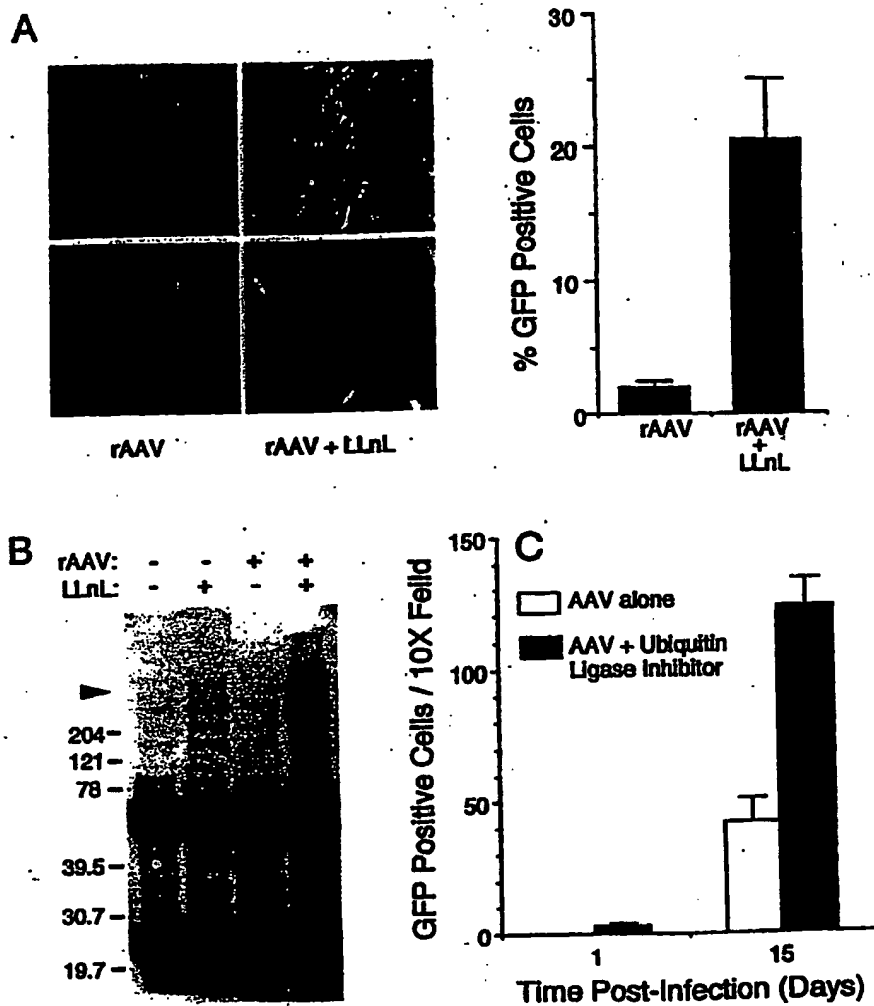 A
30
20
10
0
% GFP Positive Cells
rAAV
rAAV + LLnL
rAAV
rAAV
+
LLnL
B
rAAV: - - + +
LLnL: - + - +
204
121
78
39.5
30.7
19.7
C
150
100
50
0
GFP Positive Cells / 10X Feild
AAV alone
AAV + Ubiquitin
Ligase Inhibitor
1 15
Time Post-Infection (Days)